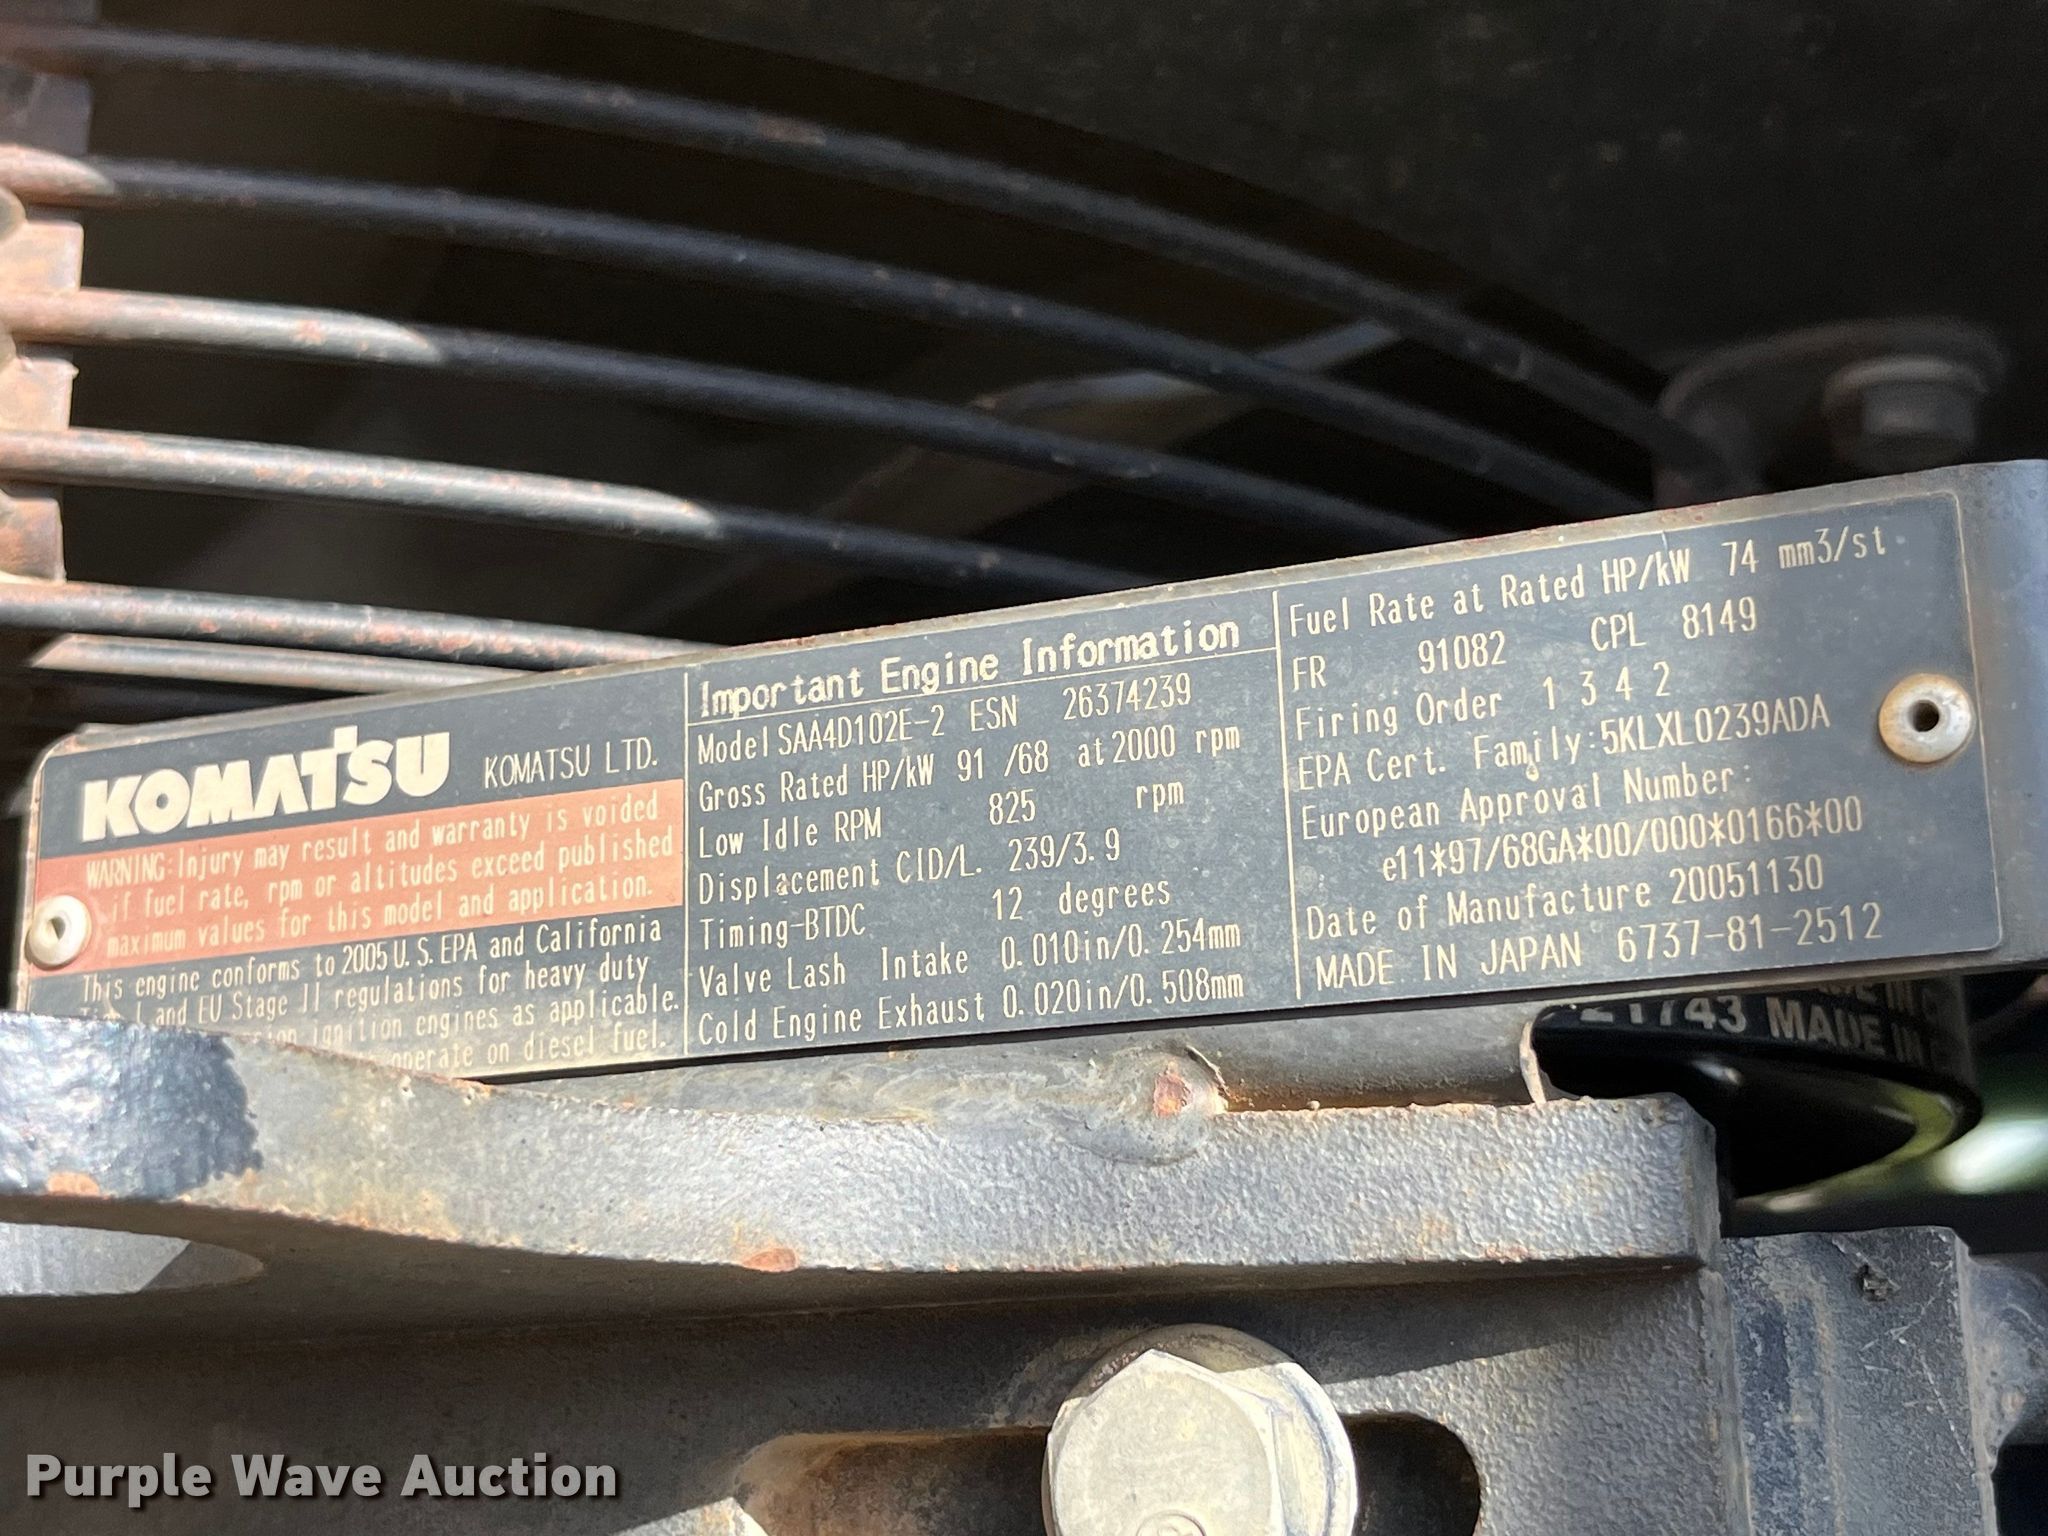 KOMATSU KOMATSU LTD.
WARNING: Injury may result and warranty is voided
if fuel rate, rpm or altitudes exceed published
maximum values for this model and application.
This engine conforms to 2005 U.S. EPA and California
and EU Stage II regulations for heavy duty
ignition engines as applicable.
operate on diesel fuel.
Important Engine Information
Model SAA4D102E-2 ESN 26374239
Gross Rated HP/kW 91 /68 at 2000 rpm
Low Idle RPM 825 rpm
Displacement CID/L. 239/3.9
Timing-BTDC 12 degrees
Valve Lash Intake 0.010in/0.254mm
Cold Engine Exhaust 0.020in/0.508mm
Fuel Rate at Rated HP/kW 74 mm3/st
FR 91082 CPL 8149
Firing Order 1 3 4 2
EPA Cert. Family:5KLXL0239ADA
European Approval Number:
e11*97/68GA*00/000*0166*00
Date of Manufacture 20051130
MADE IN JAPAN 6737-81-2512
21743 MADE IN
Purple Wave Auction